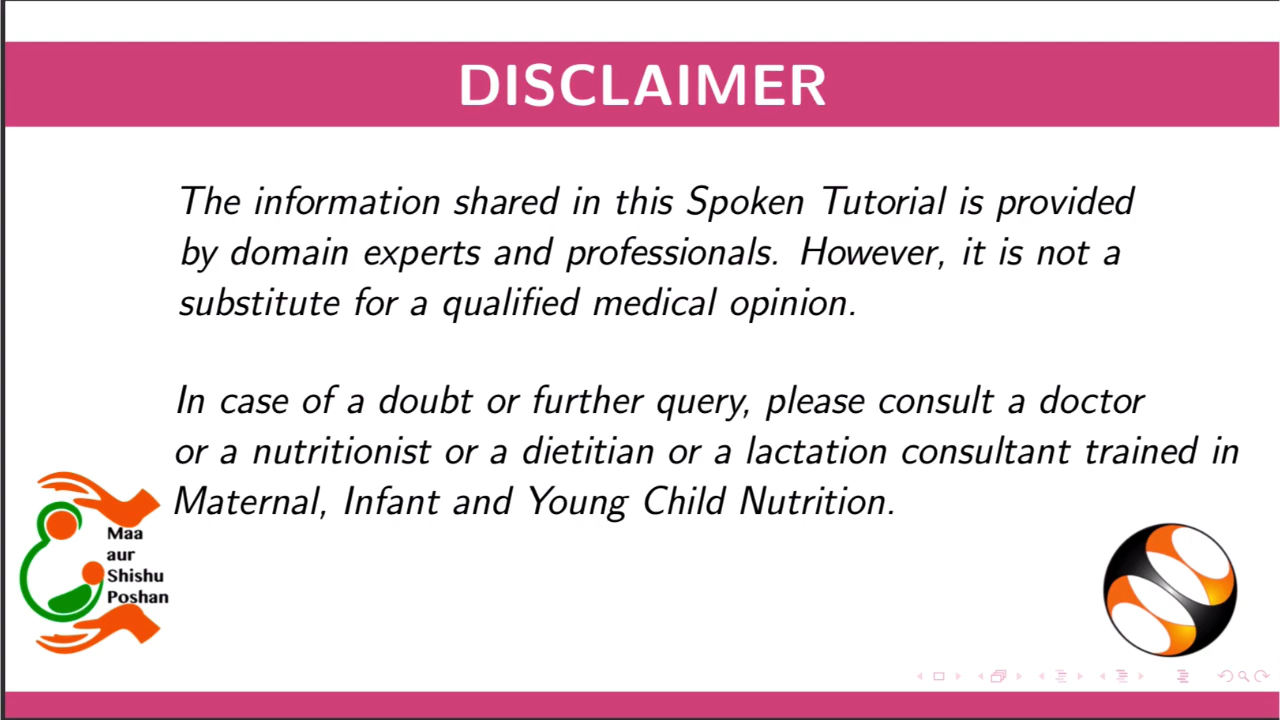 DISCLAIMER
The information shared in this Spoken Tutorial is provided
by domain experts and professionals. However, it is not a
substitute for a qualified medical opinion.
In case of a doubt or further query, please consult a doctor
or a nutritionist or a dietitian or a lactation consultant trained in
Maternal, Infant and Young Child Nutrition.
Maa
aur
Shishu
Poshan